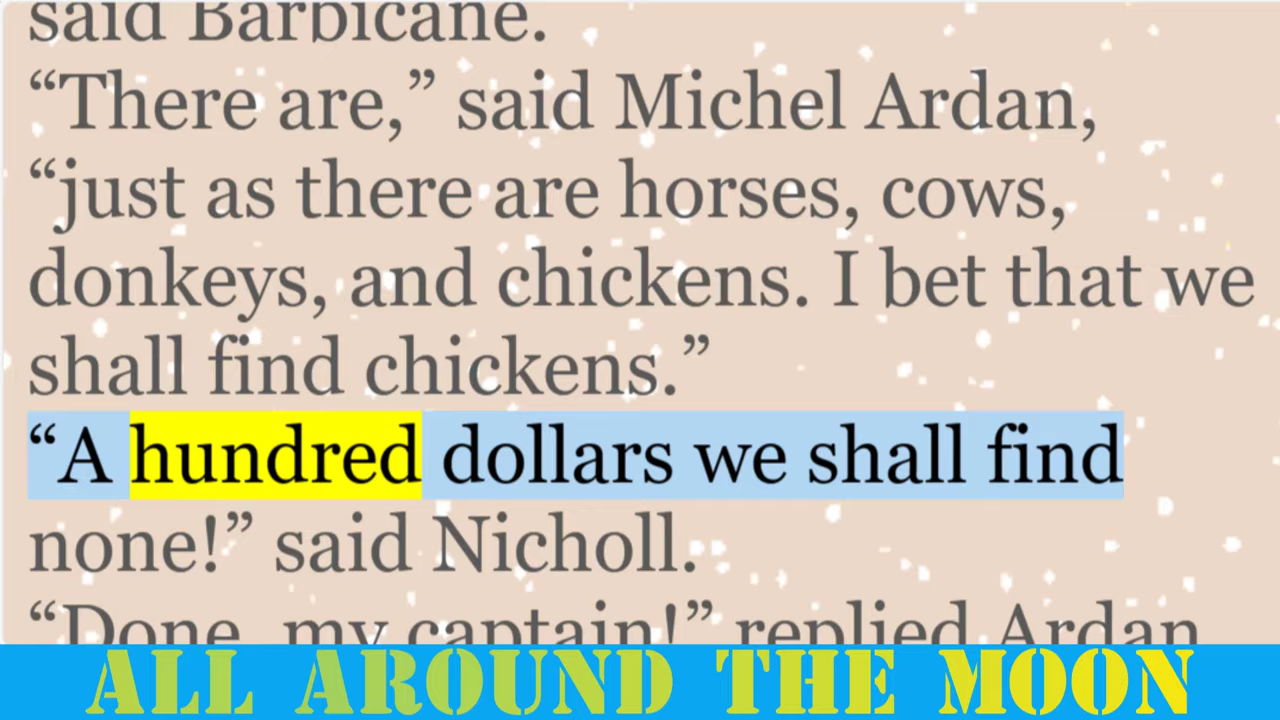 said Barbicane.
“There are,” said Michel Ardan,
“just as there are horses, cows,
donkeys, and chickens. I bet that we
shall find chickens.”
“A hundred dollars we shall find
none!” said Nicholl.
“Done, my captain!” replied Ardan
ALL AROUND THE MOON